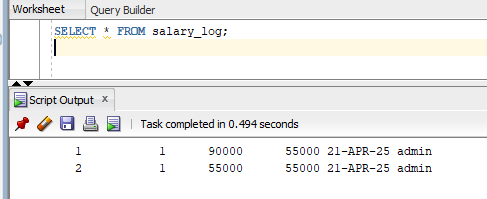 Worksheet Query Builder
SELECT * FROM salary_log;
Script Output x
Task completed in 0.494 seconds
1 1 90000 55000 21-APR-25 admin
2 1 55000 55000 21-APR-25 admin